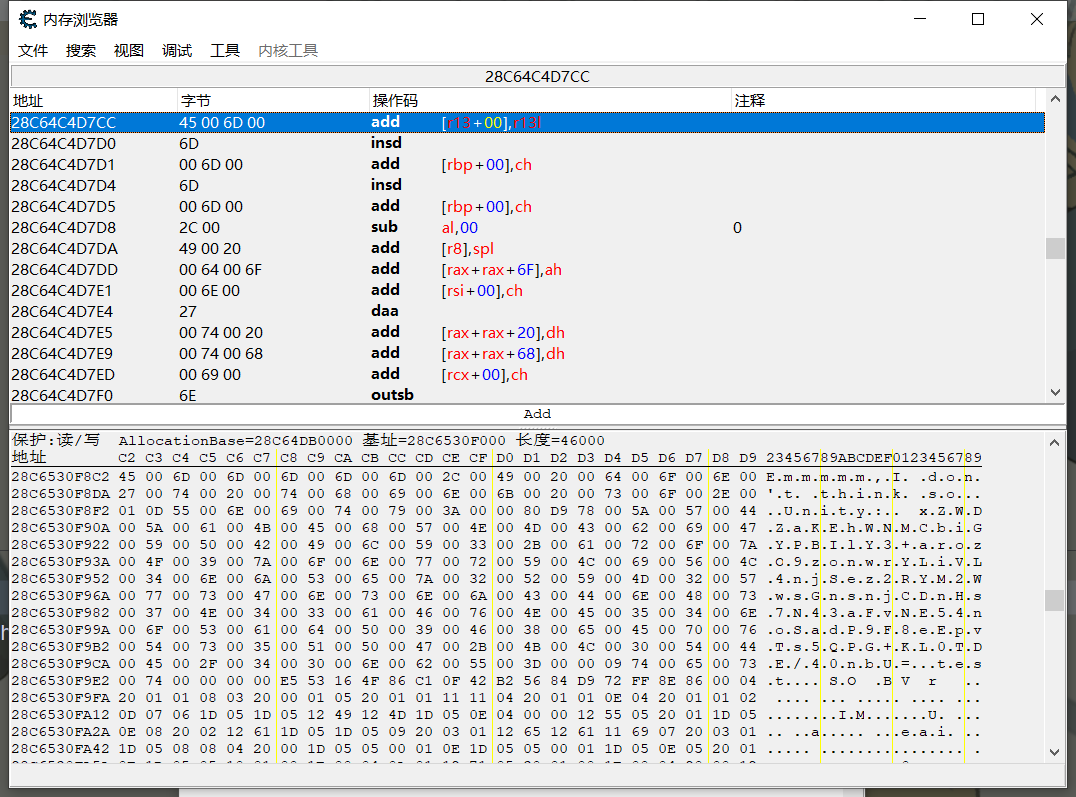 内存浏览器
文件 搜索 视图 调试 工具 内核工具
28C64C4D7CC
地址 字节 操作码 注释
28C64C4D7CC 45 00 6D 00 add [r13+00],r13l
28C64C4D7D0 6D insd
28C64C4D7D1 00 6D 00 add [rbp+00],ch
28C64C4D7D4 6D insd
28C64C4D7D5 00 6D 00 add [rbp+00],ch
28C64C4D7D8 2C 00 sub al,00 0
28C64C4D7DA 49 00 20 add [r8],spl
28C64C4D7DD 00 64 00 6F add [rax+rax+6F],ah
28C64C4D7E1 00 6E 00 add [rsi+00],ch
28C64C4D7E4 27 daa
28C64C4D7E5 00 74 00 20 add [rax+rax+20],dh
28C64C4D7E9 00 74 00 68 add [rax+rax+68],dh
28C64C4D7ED 00 69 00 add [rcx+00],ch
28C64C4D7F0 6E outsb
Add
保护:读/写 AllocationBase=28C64DB0000 基址=28C6530F000 长度=46000
地址 C2 C3 C4 C5 C6 C7 C8 C9 CA CB CC CD CE CF D0 D1 D2 D3 D4 D5 D6 D7 D8 D9 23456789ABCDEF0123456789
28C6530F8C2 45 00 6D 00 6D 00 6D 00 6D 00 6D 00 2C 00 49 00 20 00 64 00 6F 00 6E 00 E.m.m.m.m.m.,.I. .d.o.n.
28C6530F8DA 27 00 74 00 20 00 74 00 68 00 69 00 6E 00 6B 00 20 00 73 00 6F 00 2E 00 '.t. .t.h.i.n.k. .s.o...
28C6530F8F2 01 0D 55 00 6E 00 69 00 74 00 79 00 3A 00 00 80 D9 78 00 5A 00 57 00 44 ..U.n.i.t.y.:.. .x.Z.W.D
28C6530F90A 00 5A 00 61 00 4B 00 45 00 68 00 57 00 4E 00 4D 00 43 00 62 00 69 00 47 .Z.a.K.E.h.W.N.M.C.b.i.G
28C6530F922 00 59 00 50 00 42 00 49 00 6C 00 59 00 33 00 2B 00 61 00 72 00 6F 00 7A .Y.P.B.I.l.Y.3.+.a.r.o.z
28C6530F93A 00 4F 00 39 00 7A 00 6F 00 6E 00 77 00 72 00 59 00 4C 00 69 00 56 00 4C .O.9.z.o.n.w.r.Y.L.i.V.L
28C6530F952 00 34 00 6E 00 6A 00 53 00 65 00 7A 00 32 00 52 00 59 00 4D 00 32 00 57 .4.n.j.S.e.z.2.R.Y.M.2.W
28C6530F96A 00 77 00 73 00 47 00 6E 00 73 00 6E 00 6A 00 43 00 44 00 6E 00 48 00 73 .w.s.G.n.s.n.j.C.D.n.H.s
28C6530F982 00 37 00 4E 00 34 00 33 00 61 00 46 00 76 00 4E 00 45 00 35 00 34 00 6E .7.N.4.3.a.F.v.N.E.5.4.n
28C6530F99A 00 6F 00 53 00 61 00 64 00 50 00 39 00 46 00 38 00 65 00 45 00 70 00 76 .o.S.a.d.P.9.F.8.e.E.p.v
28C6530F9B2 00 54 00 73 00 35 00 51 00 50 00 47 00 2B 00 4B 00 4C 00 30 00 54 00 44 .T.s.5.Q.P.G.+.K.L.0.T.D
28C6530F9CA 00 45 00 2F 00 34 00 30 00 6E 00 62 00 55 00 3D 00 00 09 74 00 65 00 73 .E./.4.0.n.b.U.=...t.e.s
28C6530F9E2 00 74 00 00 00 00 E5 53 16 4F 86 C1 0F 42 B2 56 84 D9 72 FF 8E 86 00 04 .t.... S.O .B V r ..
28C6530F9FA 20 01 01 08 03 20 00 01 05 20 01 01 11 11 04 20 01 01 0E 04 20 01 01 02 .... ... ..... ..... ...
28C6530FA12 0D 07 06 1D 05 1D 05 12 49 12 4D 1D 05 0E 04 00 00 12 55 05 20 01 1D 05 ........I.M.......U. ...
28C6530FA2A 0E 08 20 02 12 61 1D 05 1D 05 09 20 03 01 12 65 12 61 11 69 07 20 03 01 .. ..a..... ...e.a.i. ..
28C6530FA42 1D 05 08 08 04 20 00 1D 05 05 00 01 0E 1D 05 05 00 01 1D 05 0E 05 20 01 ..... ................ .